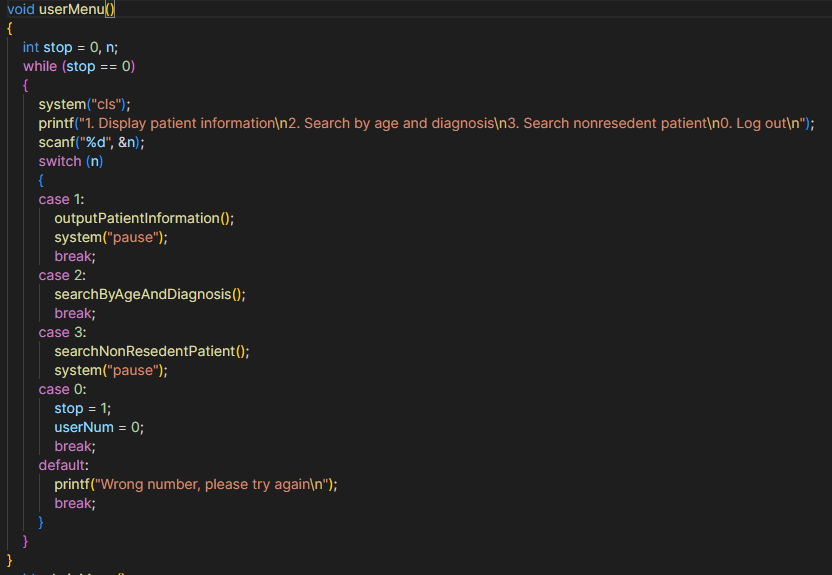 void userMenu()
{
int stop = 0, n;
while (stop == 0)
{
system("cls");
printf("1. Display patient information\n2. Search by age and diagnosis\n3. Search nonresedent patient\n0. Log out\n");
scanf("%d", &n);
switch (n)
{
case 1:
outputPatientInformation();
system("pause");
break;
case 2:
searchByAgeAndDiagnosis();
break;
case 3:
searchNonResedentPatient();
system("pause");
case 0:
stop = 1;
userNum = 0;
break;
default:
printf("Wrong number, please try again\n");
break;
}
}
}